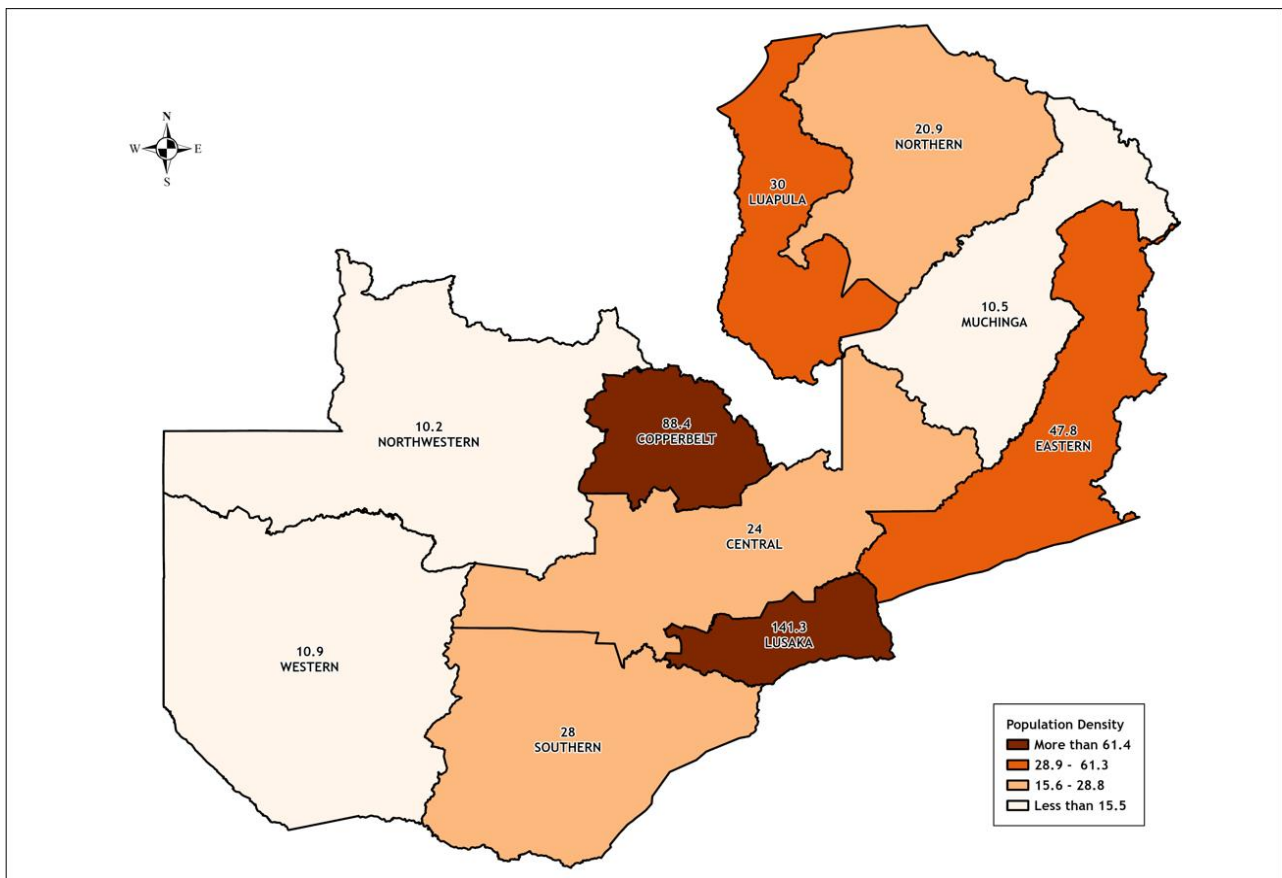 N
W E
S
20.9
NORTHERN
30
LUAPULA
10.5
MUCHINGA
10.2
NORTHWESTERN
88.4
COPPERBELT
47.8
EASTERN
24
CENTRAL
141.3
LUSAKA
10.9
WESTERN
28
SOUTHERN
Population Density
More than 61.4
28.9 - 61.3
15.6 - 28.8
Less than 15.5